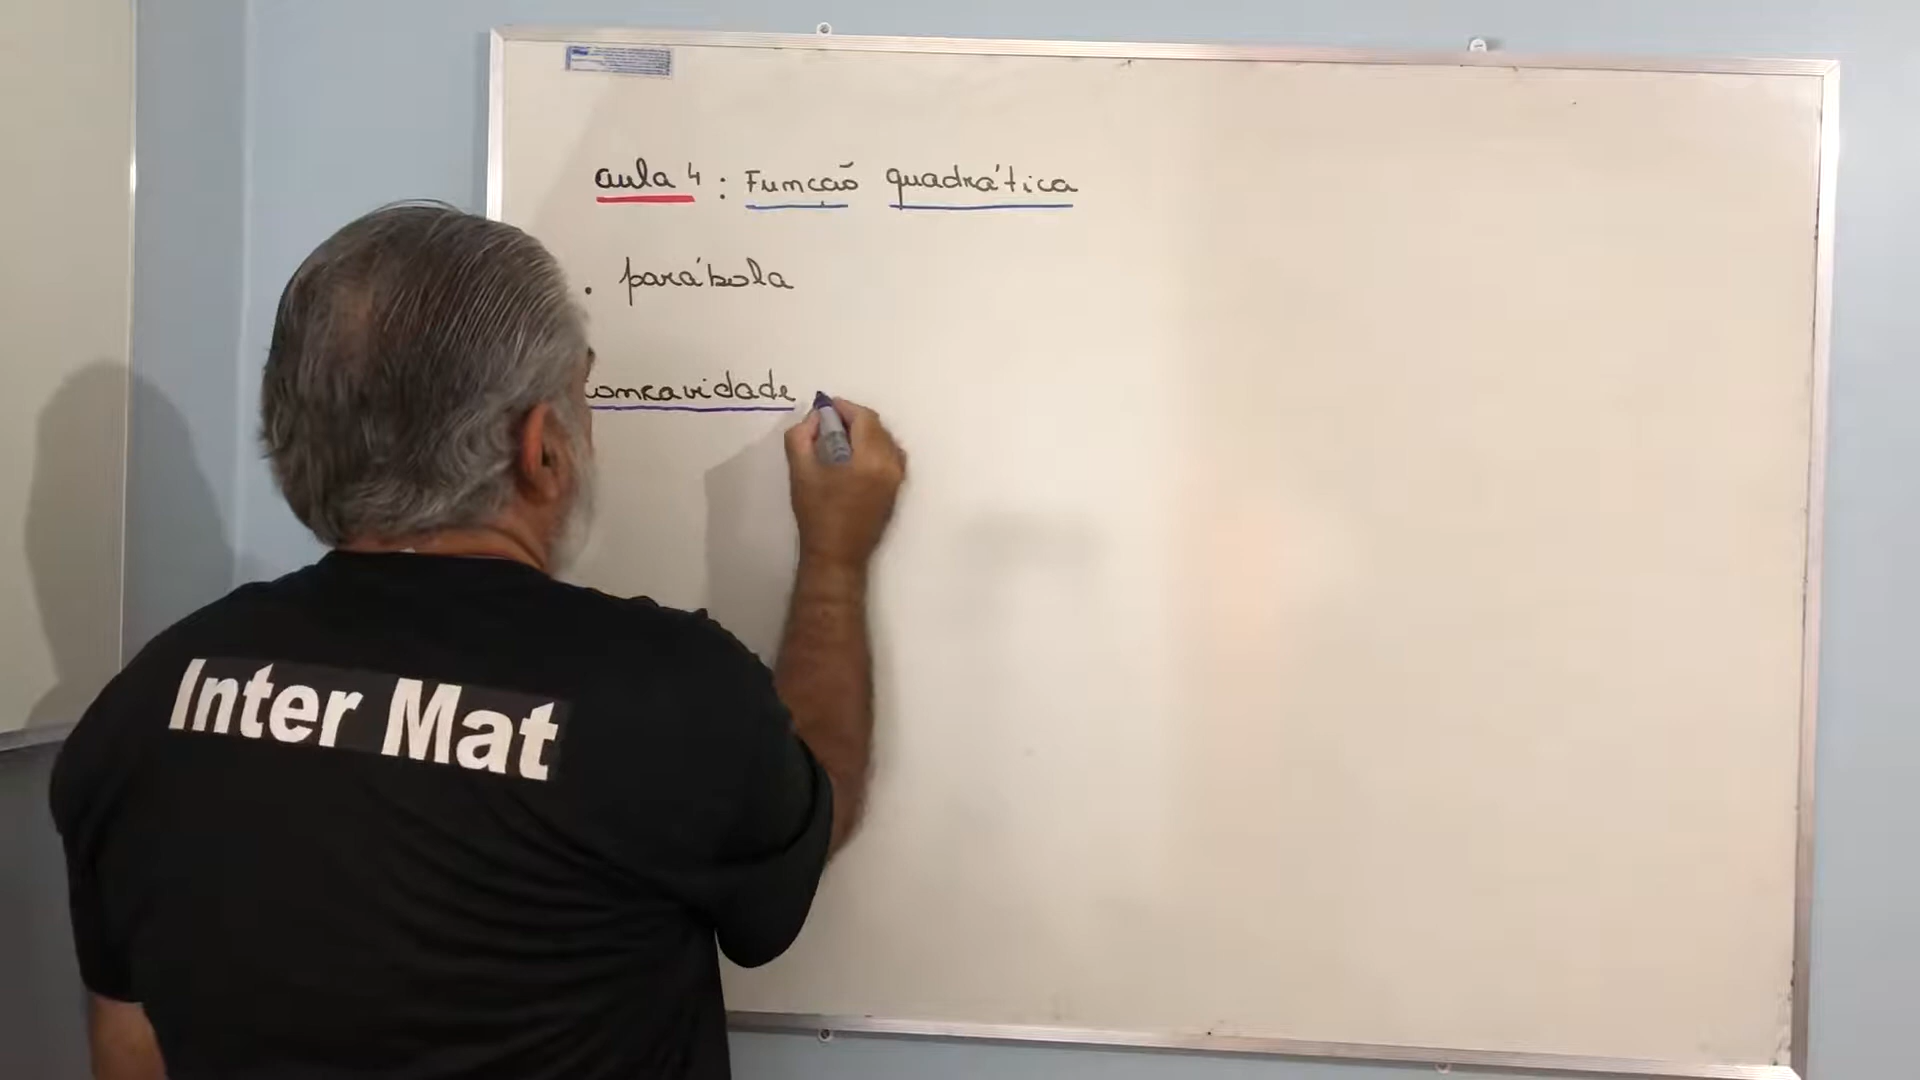 aula 4 : Função quadrática
. parábola
concavidade
Inter Mat